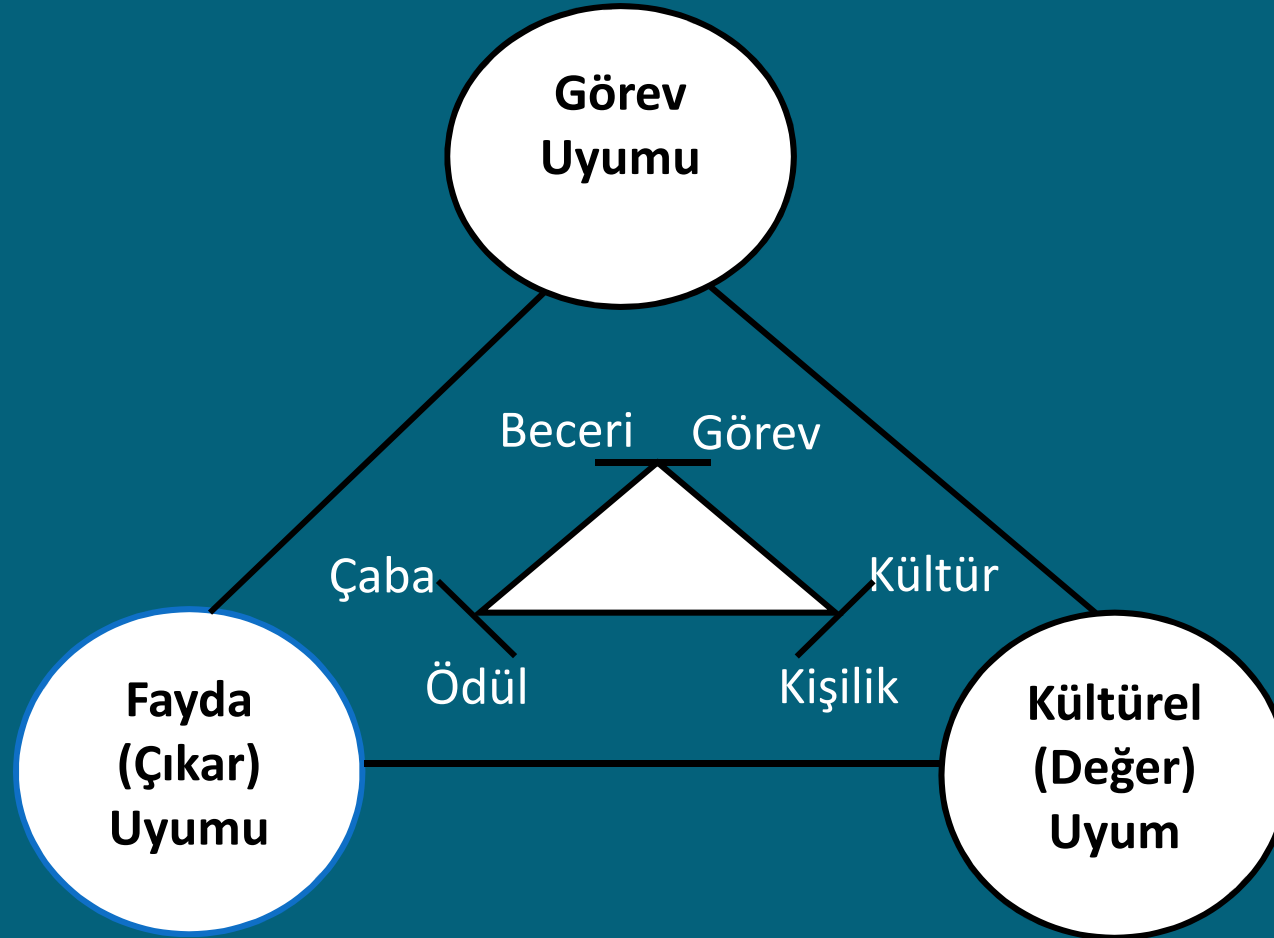 Görev
Uyumu
Beceri Görev
Çaba
Kültür
Ödül
Kişilik
Fayda
(Çıkar)
Uyumu
Kültürel
(Değer)
Uyum